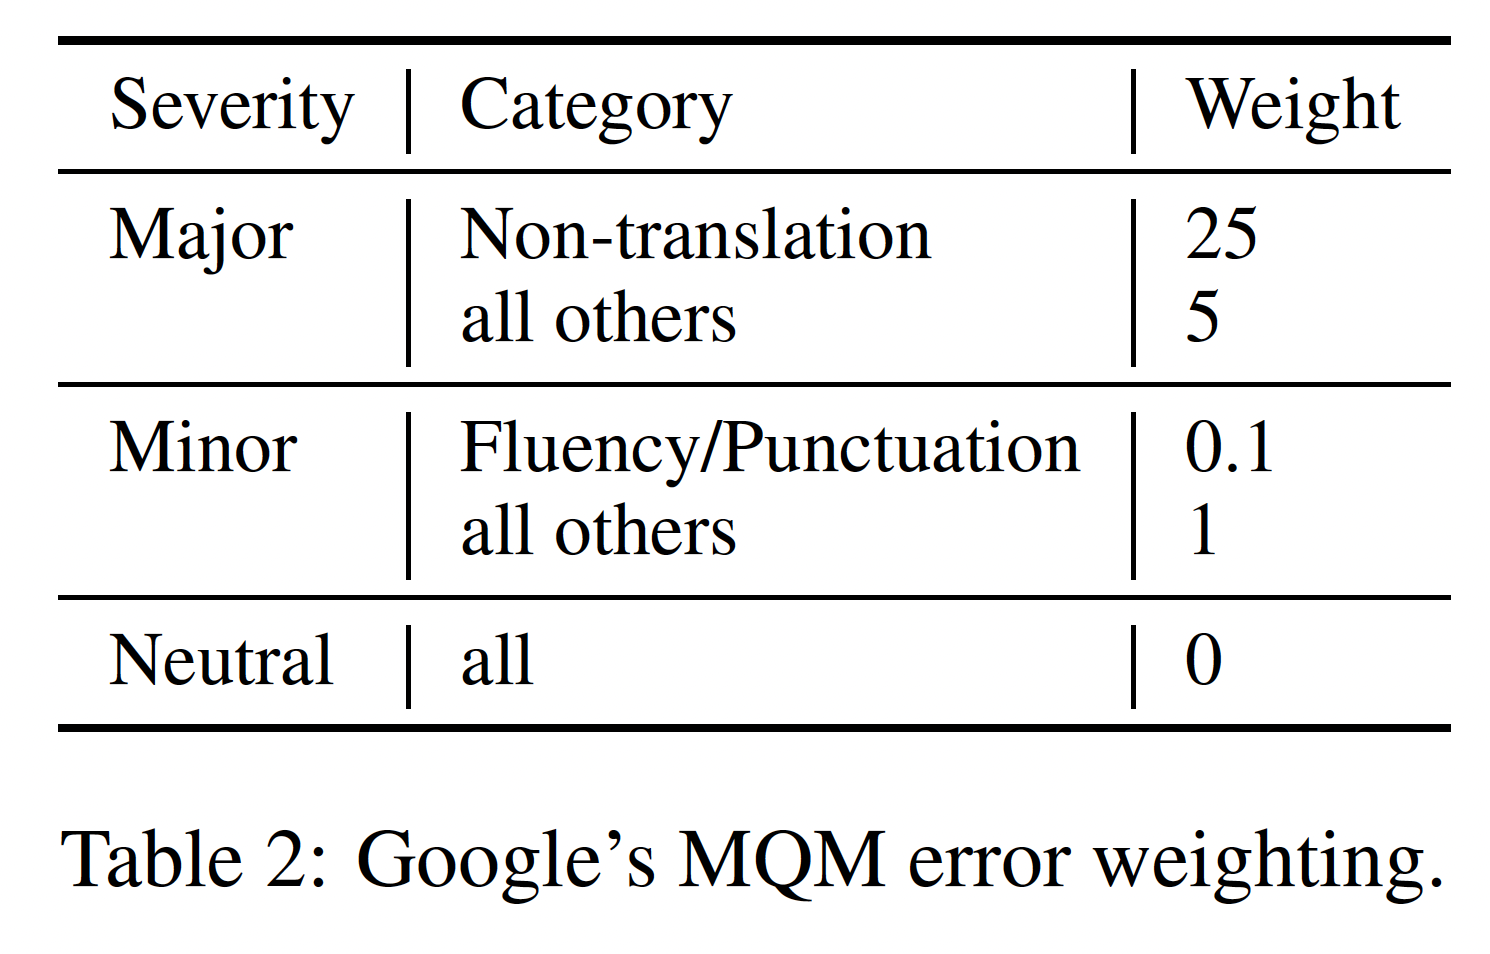 Severity Category Weight
Major Non-translation 25
all others 5
Minor Fluency/Punctuation 0.1
all others 1
Neutral all 0
Table 2: Google’s MQM error weighting.